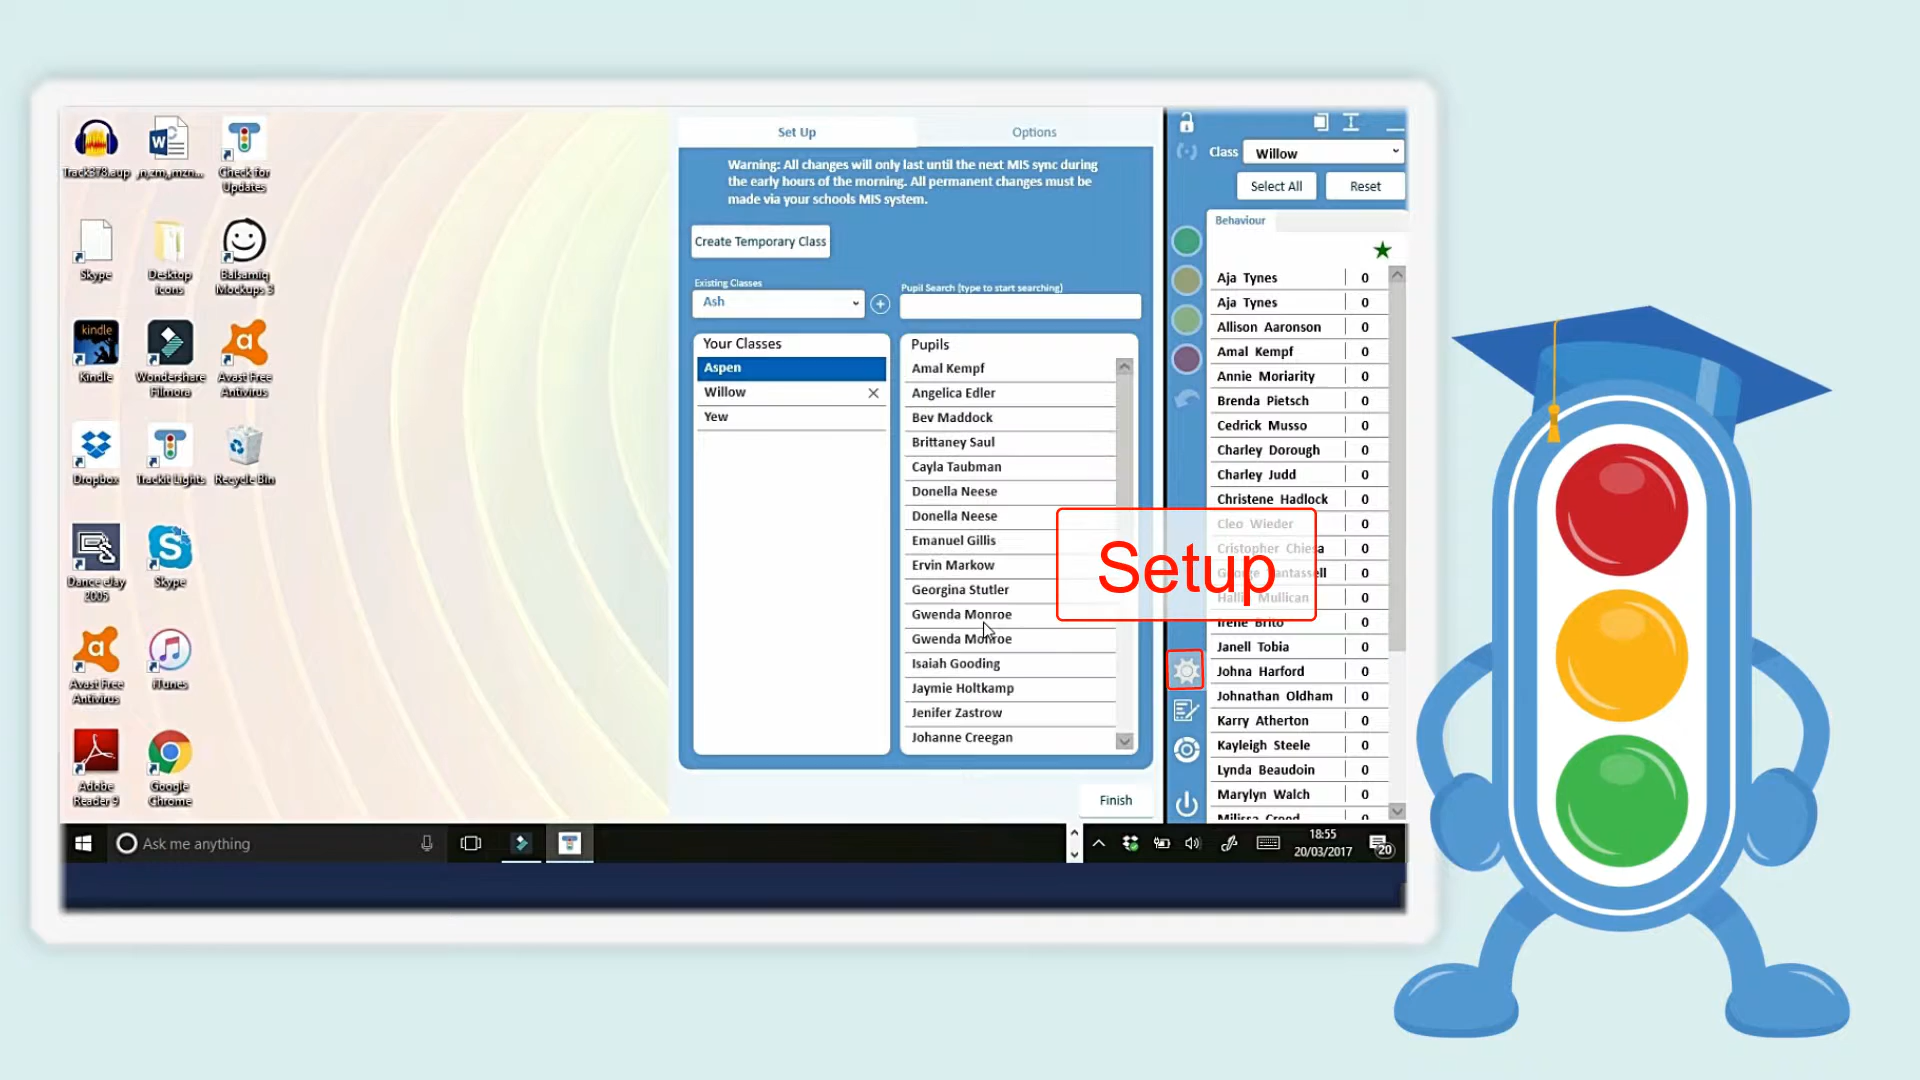 Track378.aup
Check for
Updates
Skype
Desktop
icons
Balsamiq
Mockups 3
kindle
Kindle
Wondershare
Filmora
Avast Free
Antivirus
Dropbox
Trackit Lights
Recycle Bin
Dance eJay
2005
Skype
Avast Free
Antivirus
iTunes
Adobe
Reader 9
Google
Chrome
Set Up
Options
Warning: All changes will only last until the next MIS sync during
the early hours of the morning. All permanent changes must be
made via your schools MIS system.
Create Temporary Class
Existing Classes
Ash
Pupil Search (type to start searching)
Your Classes
Aspen
Willow
Yew
Pupils
Amal Kempf
Angelica Edler
Bev Maddock
Brittaney Saul
Cayla Taubman
Donella Neese
Donella Neese
Emanuel Gillis
Ervin Markow
Georgina Stutler
Gwenda Monroe
Gwenda Monroe
Isaiah Gooding
Jaymie Holtkamp
Jenifer Zastrow
Johanne Creegan
Finish
Class Willow
Select All Reset
Behaviour
Aja Tynes 0
Aja Tynes 0
Allison Aaronson 0
Amal Kempf 0
Annie Moriarity 0
Brenda Pietsch 0
Cedrick Musso 0
Charley Dorough 0
Charley Judd 0
Christene Hadlock 0
Cleo Wieder 0
Cristopher Chiesa 0
George Tantassell 0
Hallie Mullican 0
Irene Brito 0
Janell Tobia 0
Johna Harford 0
Johnathan Oldham 0
Karry Atherton 0
Kayleigh Steele 0
Lynda Beaudoin 0
Marylyn Walch 0
Setup
Ask me anything
18:55
20/03/2017
20